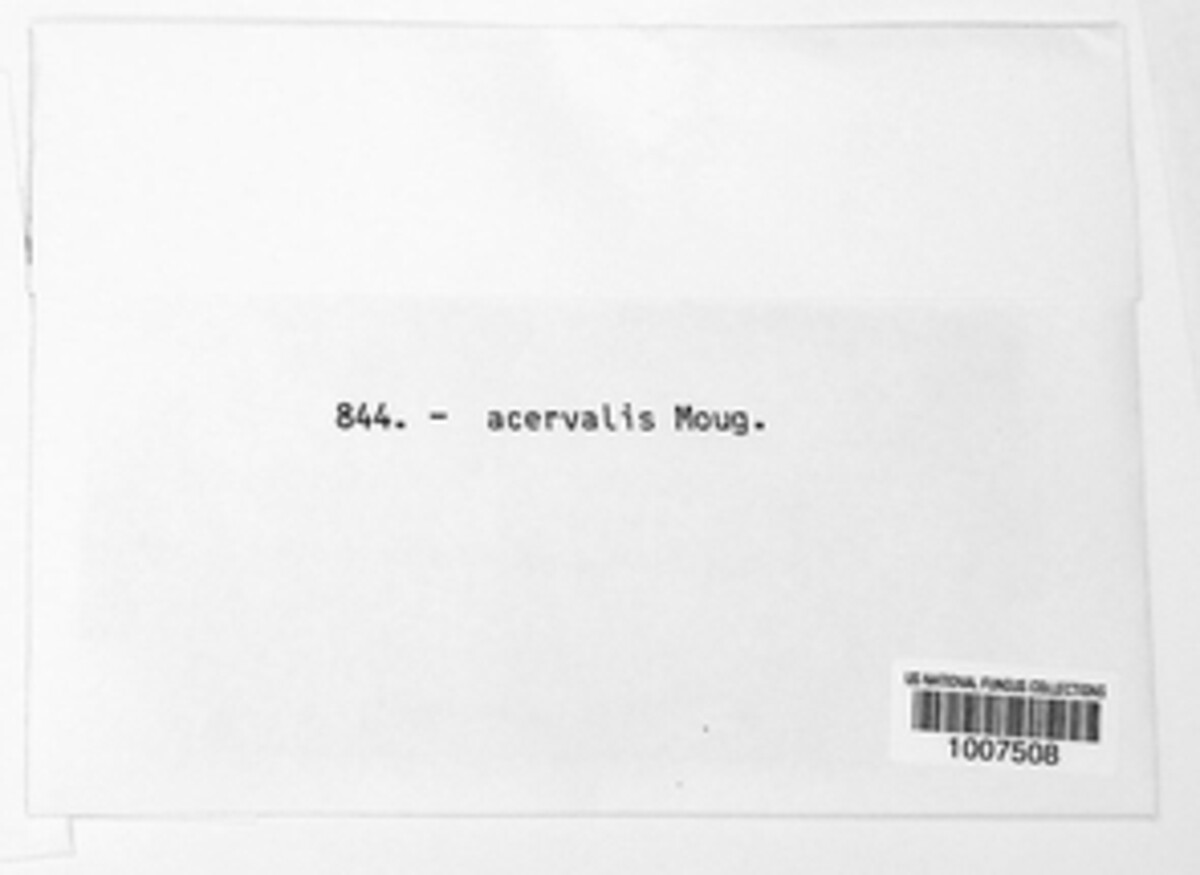 844. - acervalis Moug.
US NATIONAL FUNGUS COLLECTIONS
1007508